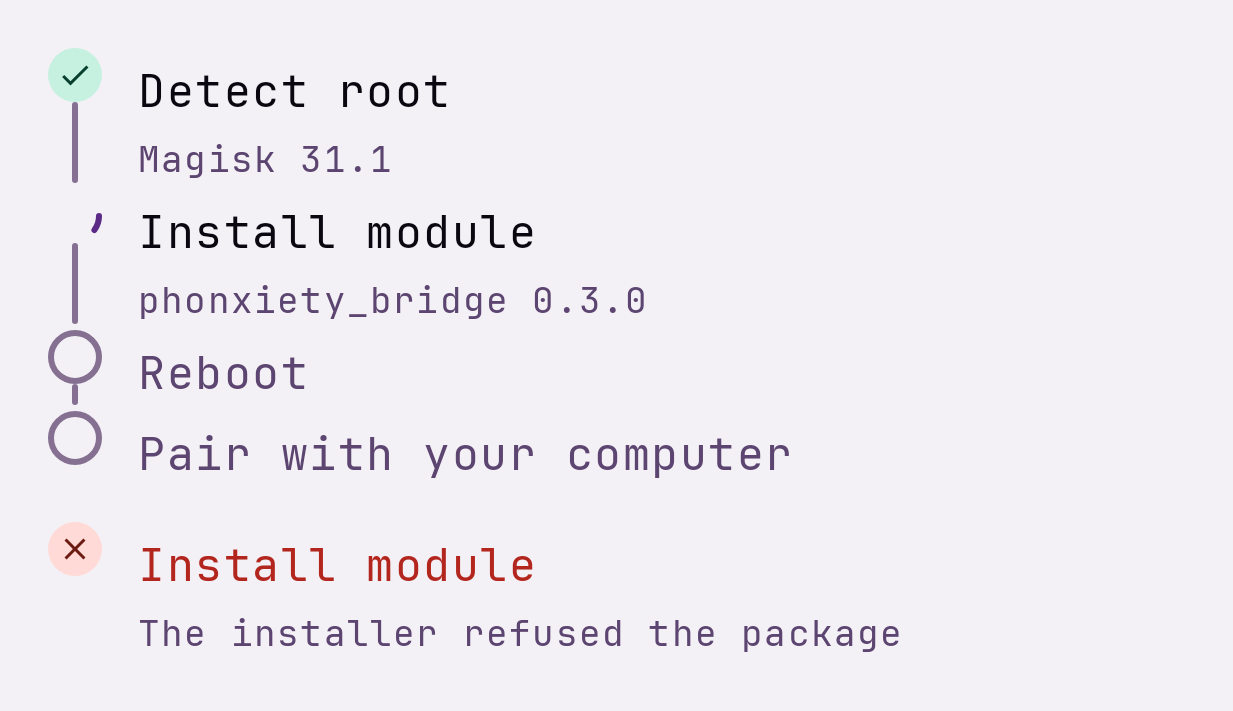 Detect root
Magisk 31.1
Install module
phonxiety_bridge 0.3.0
Reboot
Pair with your computer
Install module
The installer refused the package